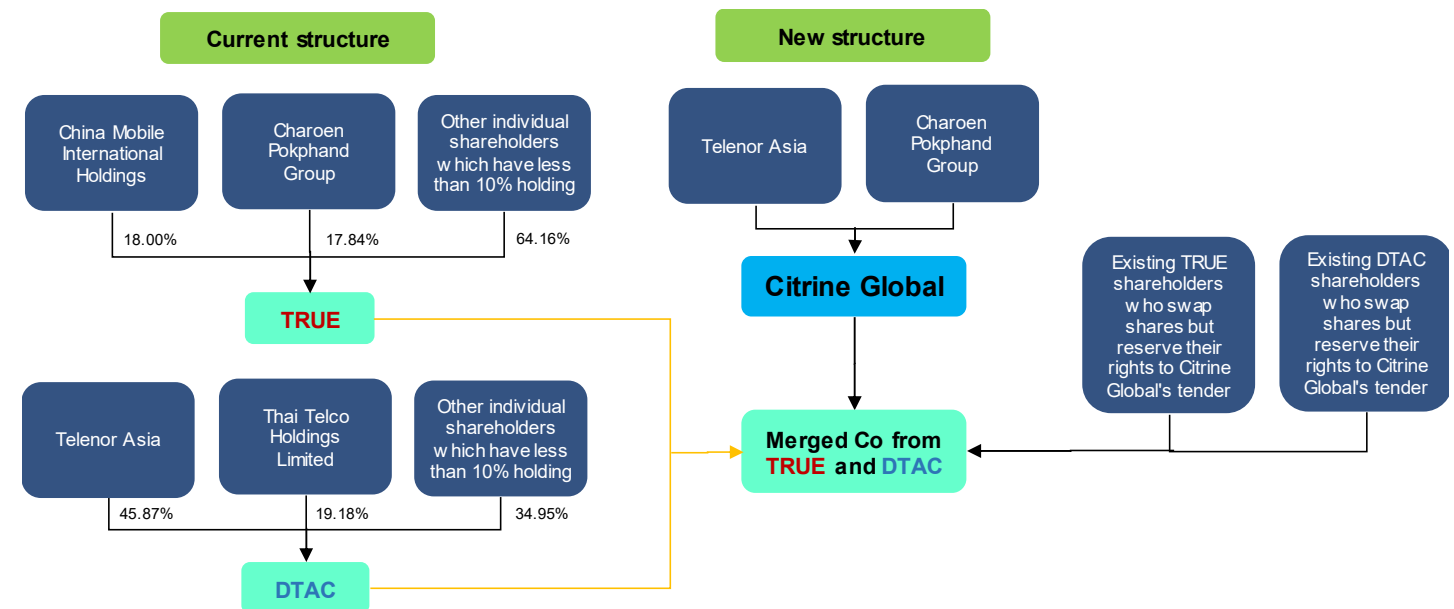 Current structure
New structure
China Mobile
International
Holdings
Charoen
Pokphand
Group
Other individual
shareholders
which have less
than 10% holding
18.00%
17.84%
64.16%
TRUE
Telenor Asia
Thai Telco
Holdings
Limited
Other individual
shareholders
which have less
than 10% holding
45.87%
19.18%
34.95%
DTAC
Telenor Asia
Charoen
Pokphand
Group
Citrine Global
Merged Co from
TRUE and DTAC
Existing TRUE
shareholders
who swap
shares but
reserve their
rights to Citrine
Global's tender
Existing DTAC
shareholders
who swap
shares but
reserve their
rights to Citrine
Global's tender